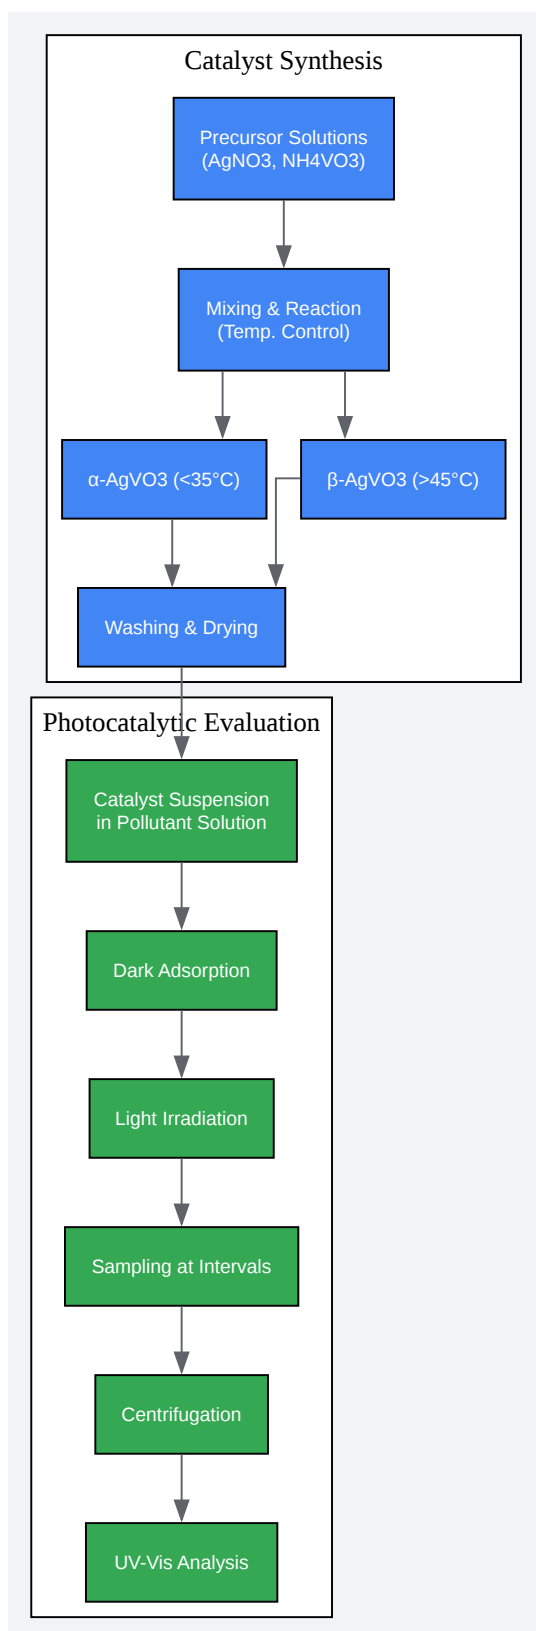 Catalyst Synthesis
Precursor Solutions
(AgNO3, NH4VO3)
Mixing & Reaction
(Temp. Control)
α-AgVO3 (<35°C)
β-AgVO3 (>45°C)
Washing & Drying
Photocatalytic Evaluation
Catalyst Suspension
in Pollutant Solution
Dark Adsorption
Light Irradiation
Sampling at Intervals
Centrifugation
UV-Vis Analysis